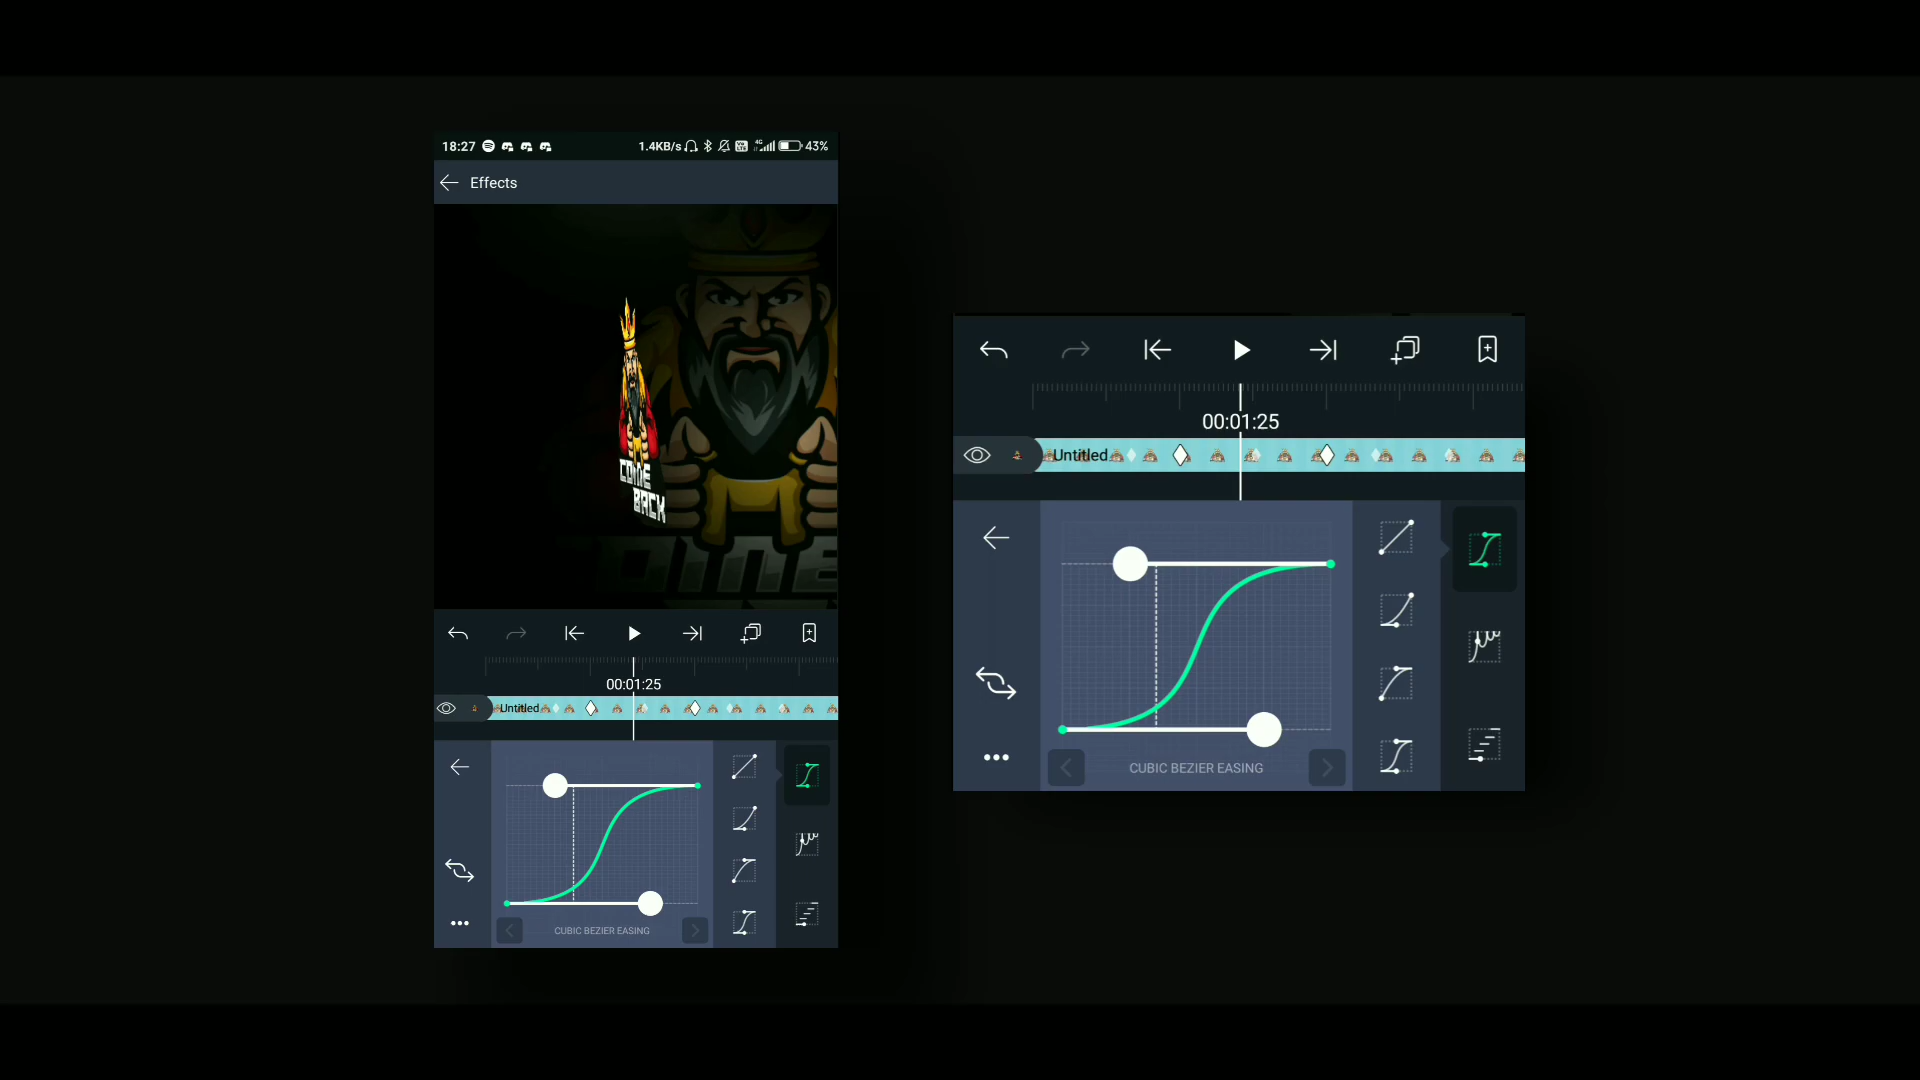 18:27
1.4KB/s
4G
43%
Effects
COME
BACK
00:01:25
Untitled
CUBIC BEZIER EASING
00:01:25
Untitled
CUBIC BEZIER EASING